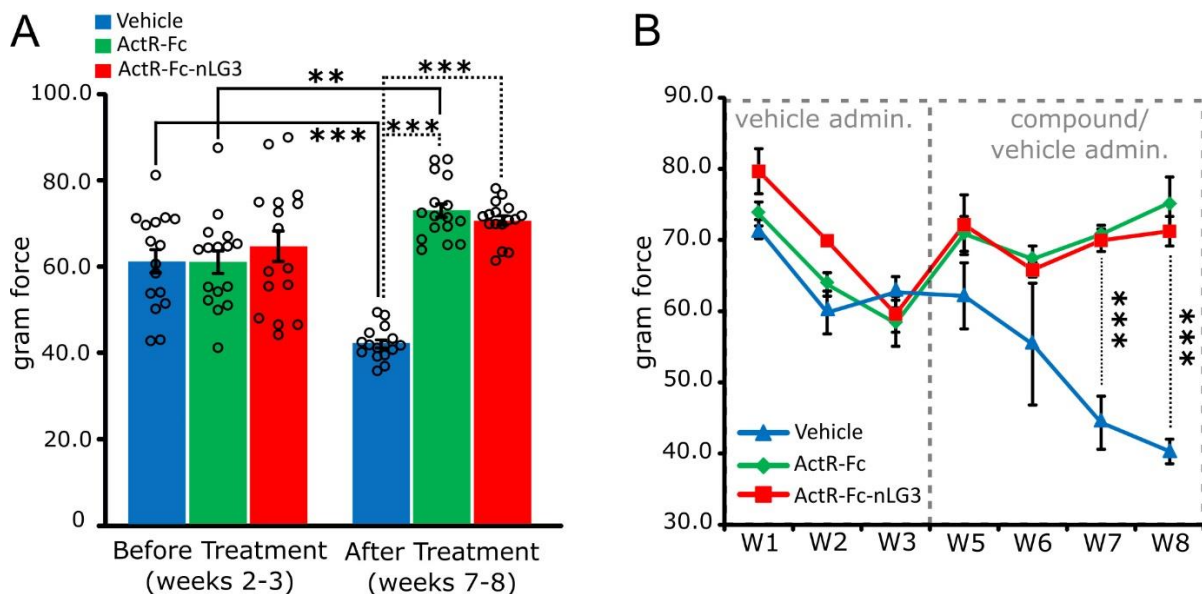 A
Vehicle
ActR-Fc
ActR-Fc-nLG3
** ***
*** ***
100.0
80.0
60.0
40.0
20.0
0
gram force
Before Treatment
(weeks 2-3)
After Treatment
(weeks 7-8)
B
90.0
80.0
70.0
60.0
50.0
40.0
30.0
gram force
vehicle admin.
compound/
vehicle admin.
***
***
Vehicle
ActR-Fc
ActR-Fc-nLG3
W1 W2 W3 W5 W6 W7 W8